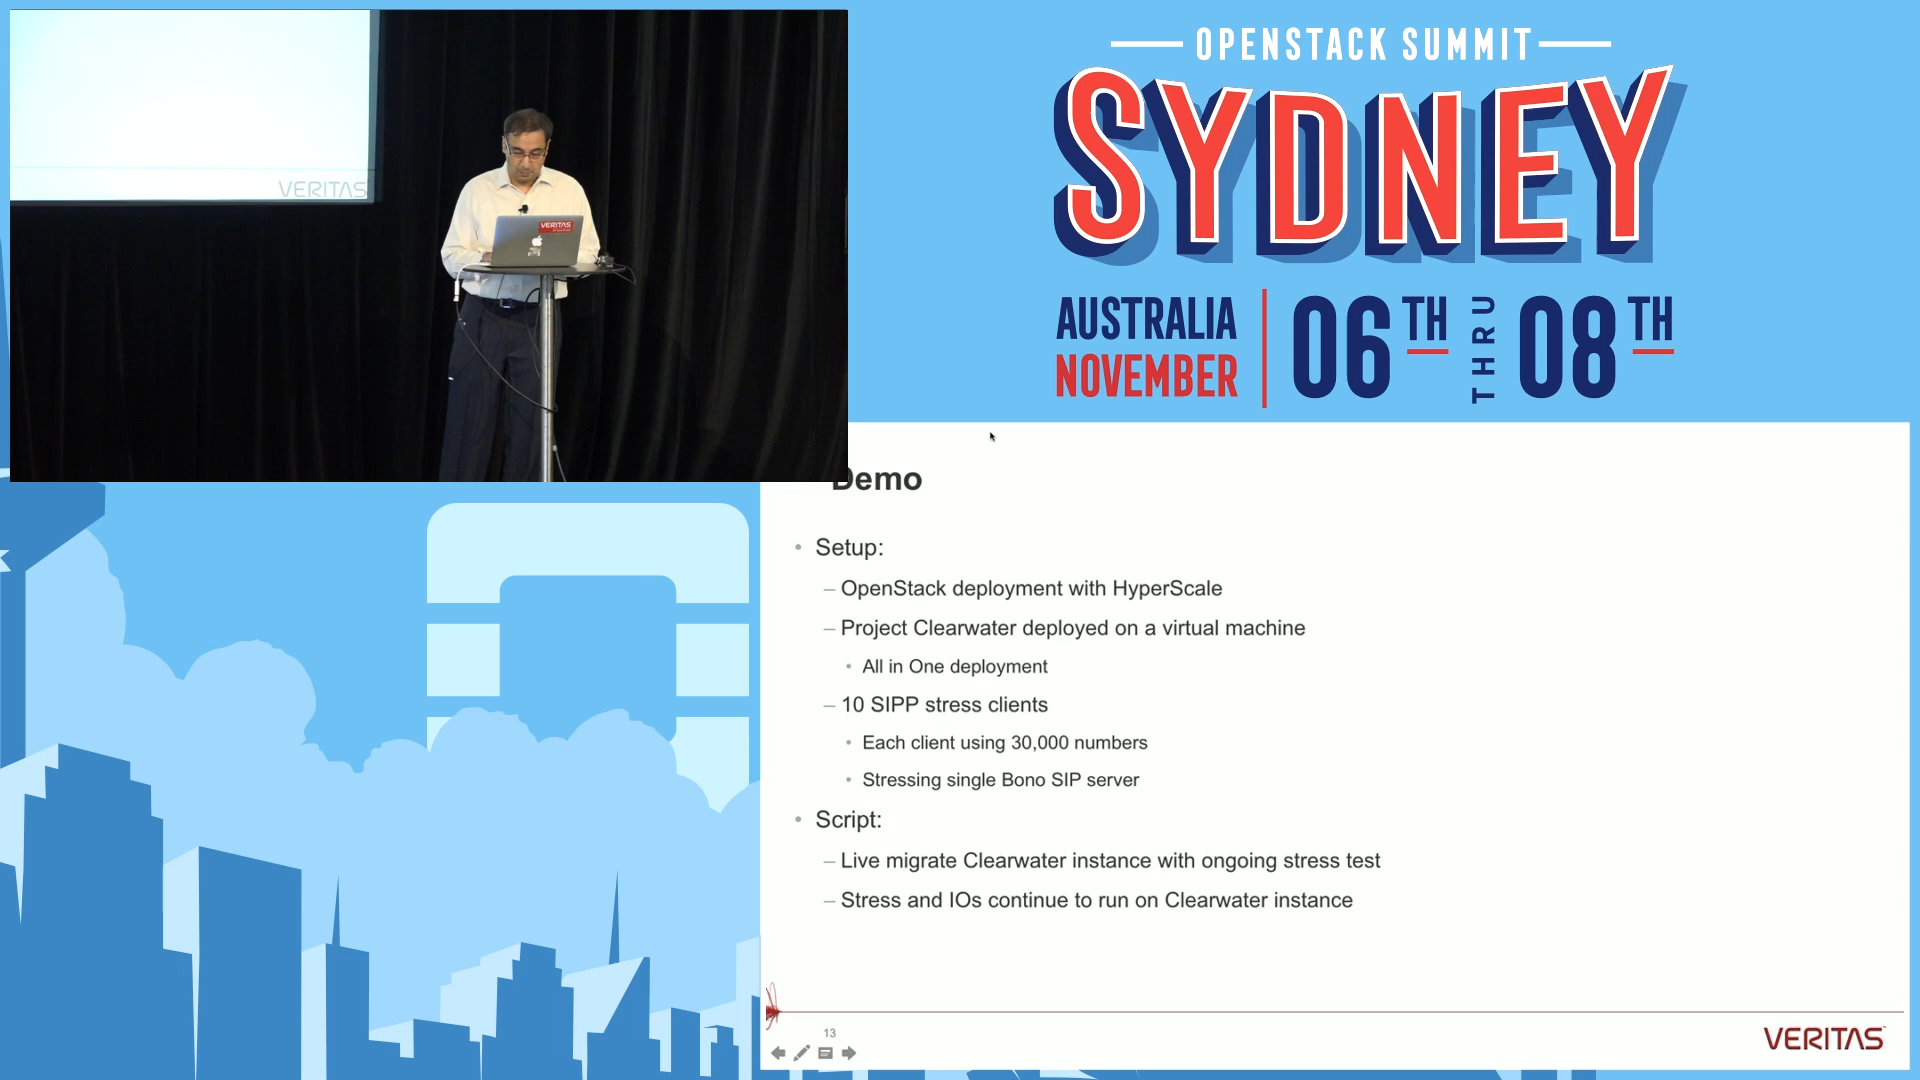 VERITAS
VERITAS
OPENSTACK SUMMIT
SYDNEY
AUSTRALIA
NOVEMBER
06TH THRU 08TH
Demo
• Setup:
– OpenStack deployment with HyperScale
– Project Clearwater deployed on a virtual machine
• All in One deployment
– 10 SIPP stress clients
• Each client using 30,000 numbers
• Stressing single Bono SIP server
• Script:
– Live migrate Clearwater instance with ongoing stress test
– Stress and IOs continue to run on Clearwater instance
13
VERITAS